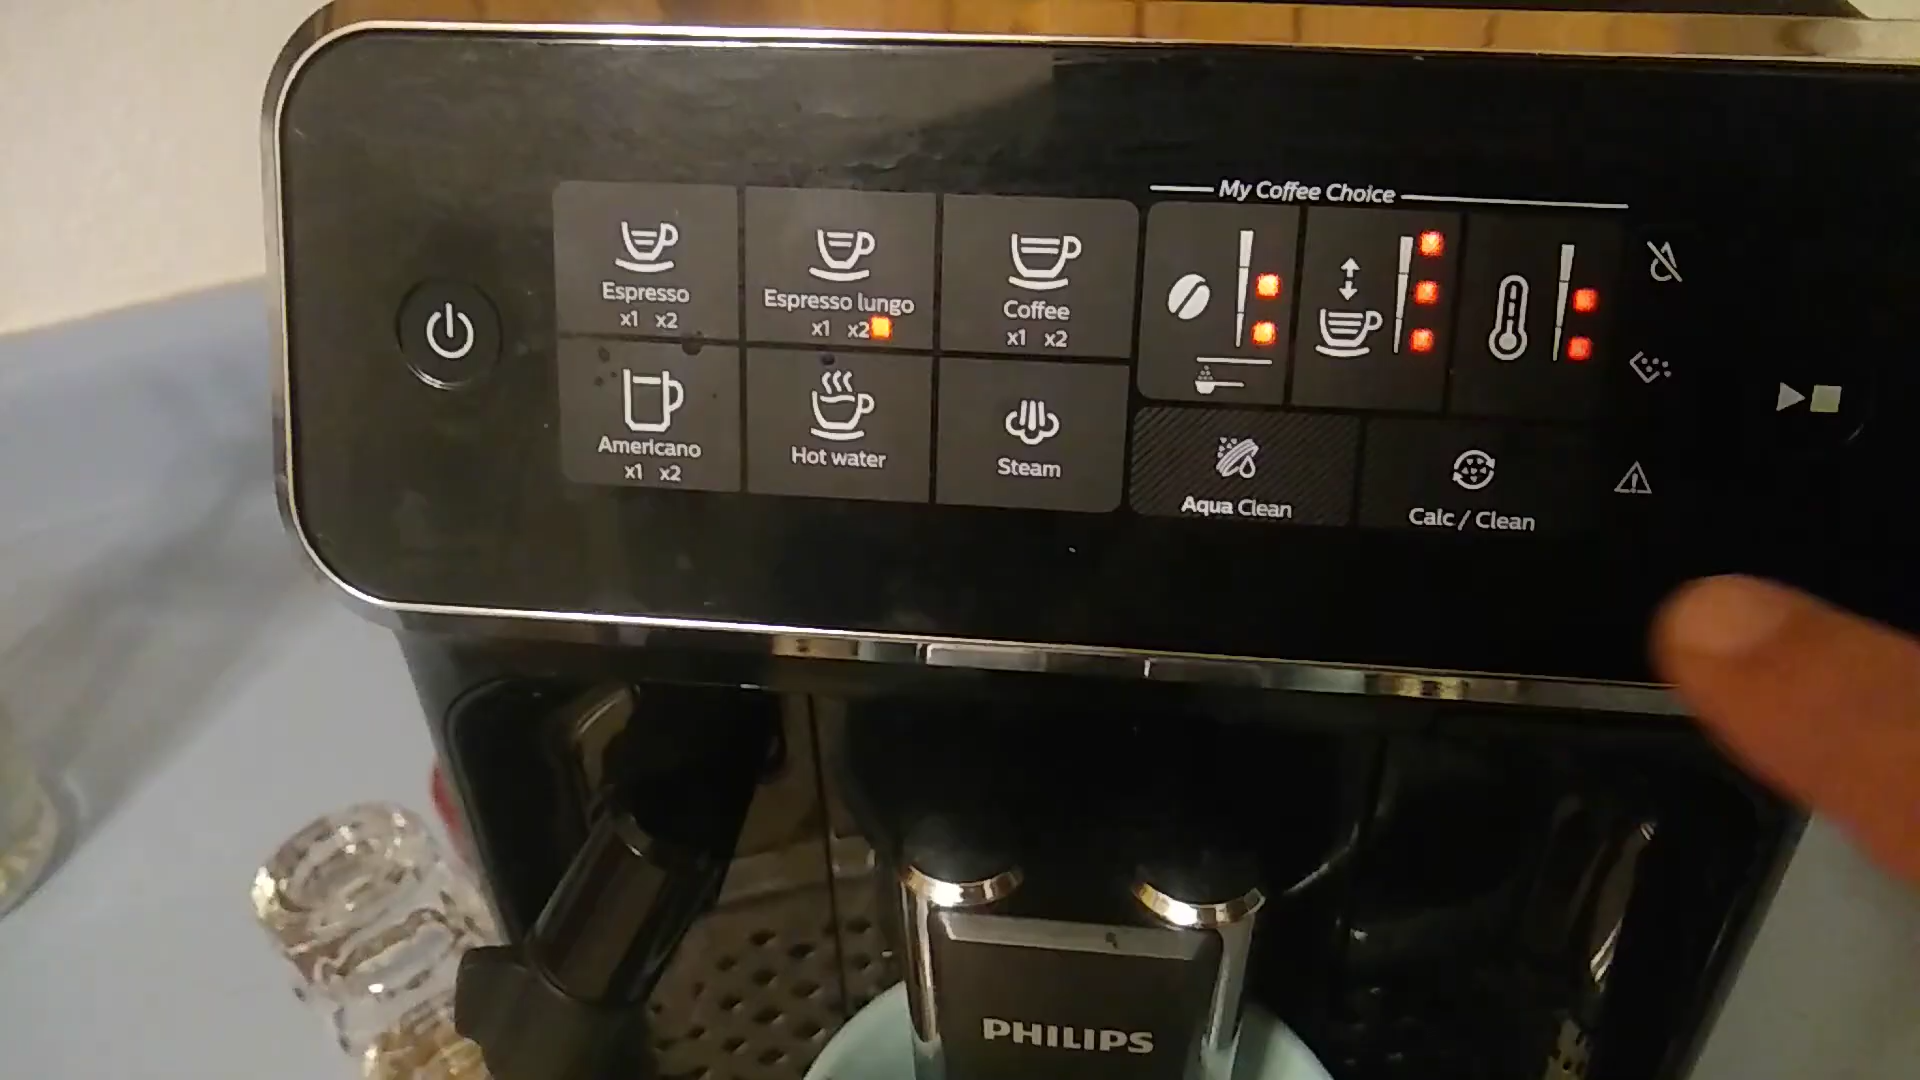 My Coffee Choice
Espresso
x1 x2
Espresso lungo
x1 x2
Coffee
x1 x2
Americano
x1 x2
Hot water
Steam
Aqua Clean
Calc / Clean
PHILIPS